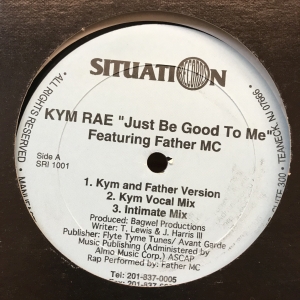 SITUATION
KYM RAE "Just Be Good To Me"
Featuring Father MC
Side A
SRI 1001
1. Kym and Father Version
2. Kym Vocal Mix
3. Intimate Mix
Produced: Bagwel Productions
Writer: T. Lewis & J. Harris III
Publisher: Flyte Tyme Tunes/ Avant Garde
Music Publishing (Administered by
Almo Music Corp.) ASCAP
Rap Performed by: Father MC
Tel: 201-837-0005
• ALL RIGHTS RESERVED •
SUITE 300 • TEANECK, NJ 07666 •